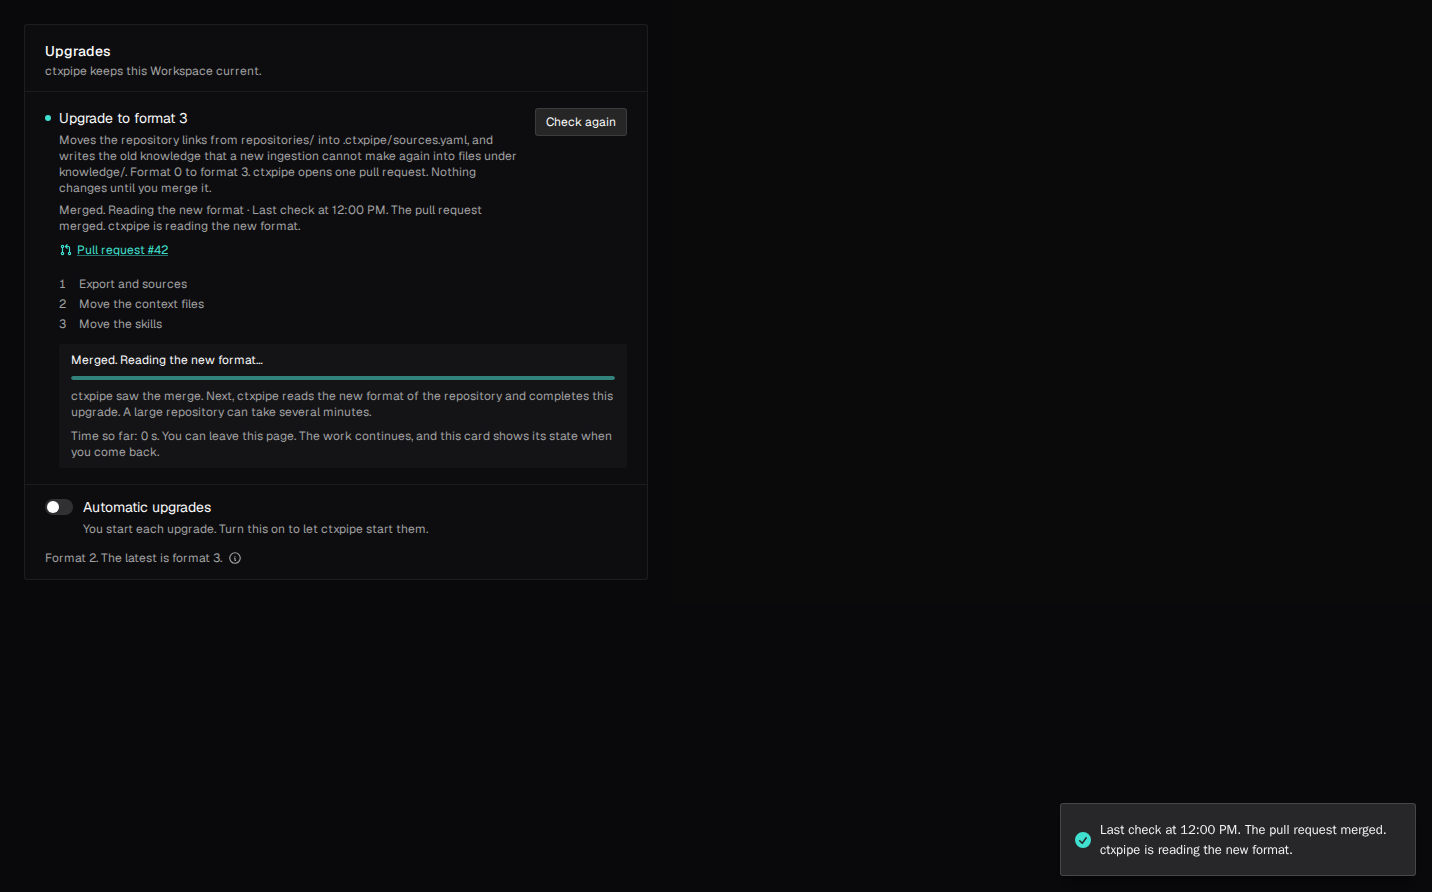 Upgrades
ctxpipe keeps this Workspace current.
Upgrade to format 3
Check again
Moves the repository links from repositories/ into .ctxpipe/sources.yaml, and
writes the old knowledge that a new ingestion cannot make again into files under
knowledge/. Format 0 to format 3. ctxpipe opens one pull request. Nothing
changes until you merge it.
Merged. Reading the new format · Last check at 12:00 PM. The pull request
merged. ctxpipe is reading the new format.
Pull request #42
1 Export and sources
2 Move the context files
3 Move the skills
Merged. Reading the new format…
ctxpipe saw the merge. Next, ctxpipe reads the new format of the repository and completes this
upgrade. A large repository can take several minutes.
Time so far: 0 s. You can leave this page. The work continues, and this card shows its state when
you come back.
Automatic upgrades
You start each upgrade. Turn this on to let ctxpipe start them.
Format 2. The latest is format 3.
Last check at 12:00 PM. The pull request merged.
ctxpipe is reading the new format.